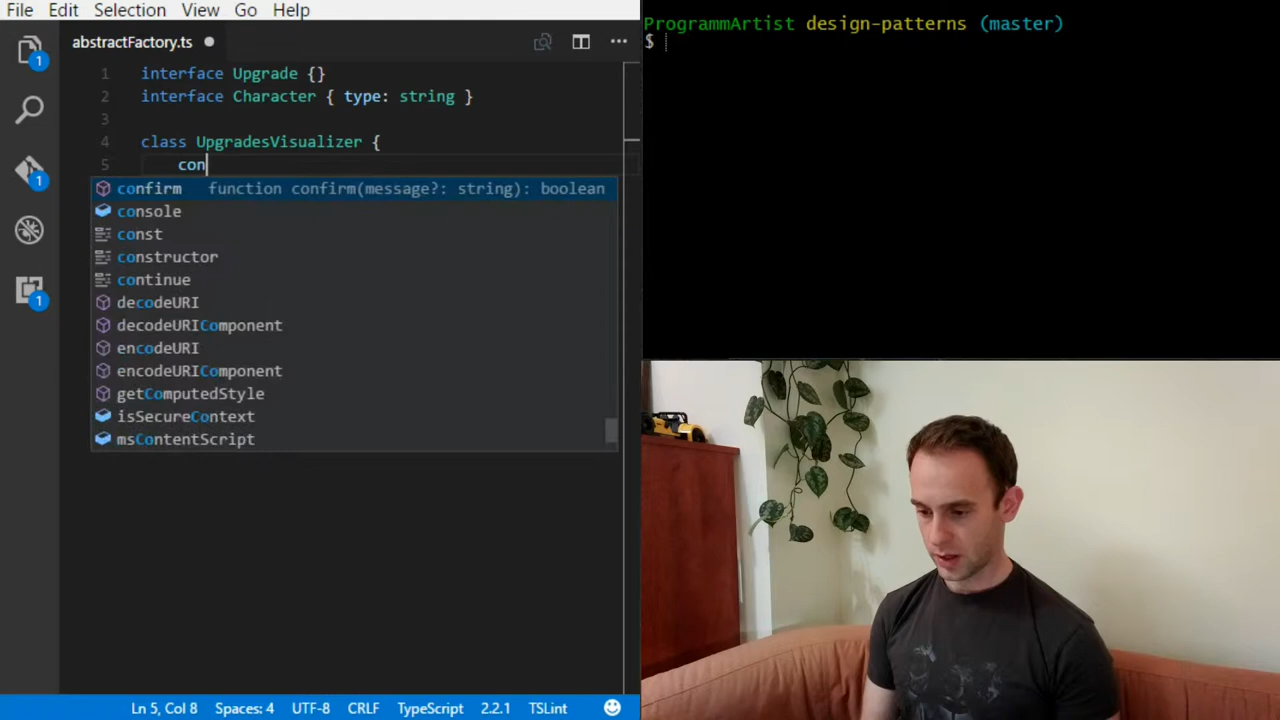 File Edit Selection View Go Help
abstractFactory.ts
1 interface Upgrade {}
2 interface Character { type: string }
3
4 class UpgradesVisualizer {
5 con
confirm function confirm(message?: string): boolean
console
const
constructor
continue
decodeURI
decodeURIComponent
encodeURI
encodeURIComponent
getComputedStyle
isSecureContext
msContentScript
1
1
1
Ln 5, Col 8 Spaces: 4 UTF-8 CRLF TypeScript 2.2.1 TSLint
ProgrammArtist design-patterns (master)
$